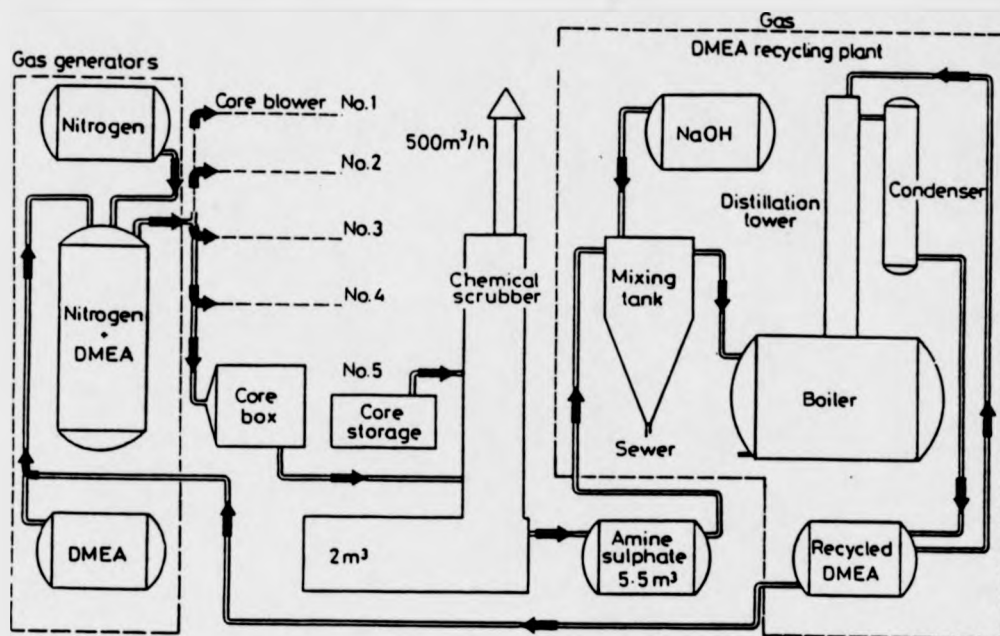 Gas
DMEA recycling plant
Gas generators
Nitrogen
Core blower No.1
500m³/h
No.2
NaOH
Distillation
tower
Condenser
No.3
Nitrogen
+
DMEA
No.4
Chemical
scrubber
Mixing
tank
No.5
Core
box
Core
storage
Boiler
Sewer
DMEA
2m³
Amine
sulphate
5·5m³
Recycled
DMEA